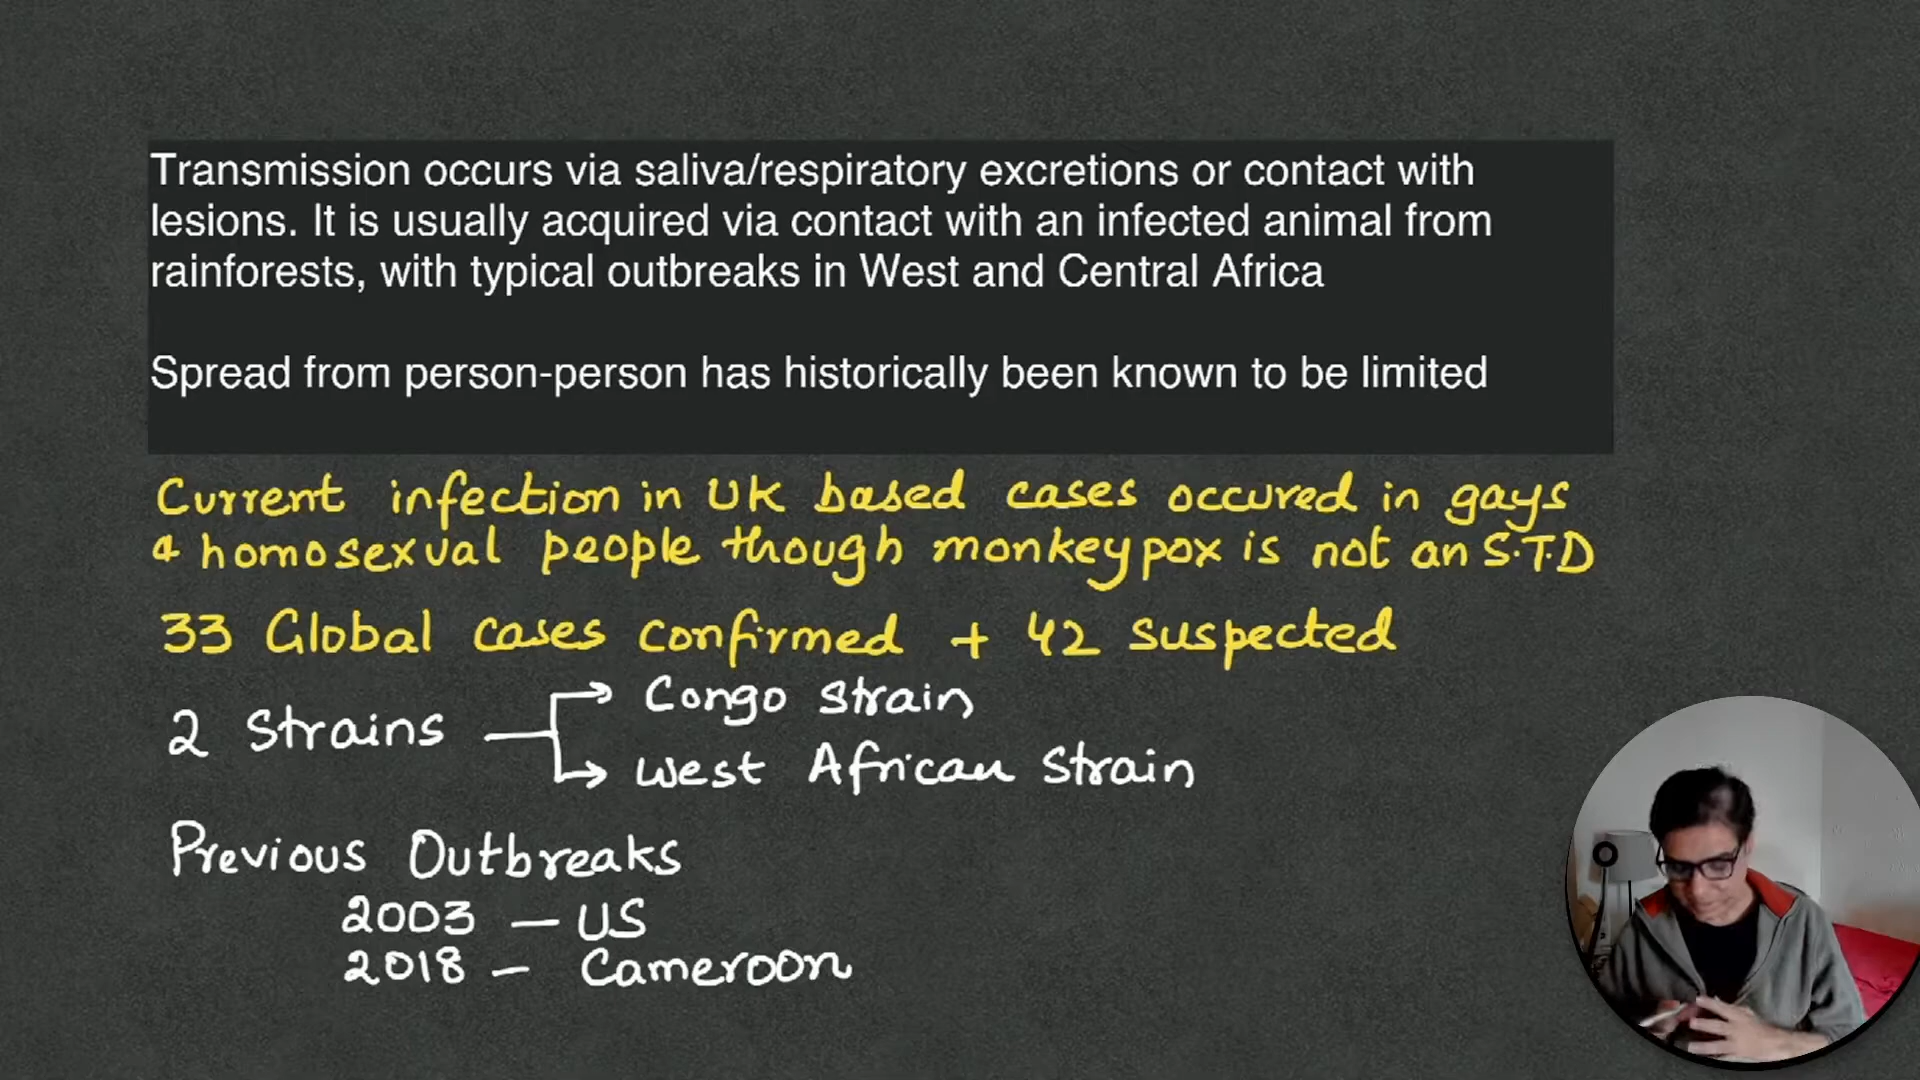 Transmission occurs via saliva/respiratory excretions or contact with
lesions. It is usually acquired via contact with an infected animal from
rainforests, with typical outbreaks in West and Central Africa
Spread from person-person has historically been known to be limited
Current infection in UK based cases occured in gays
& homosexual people though monkeypox is not an S.T.D
33 Global cases confirmed + 42 suspected
2 Strains
Congo strain
West African Strain
Previous Outbreaks
2003 - US
2018 - Cameroon